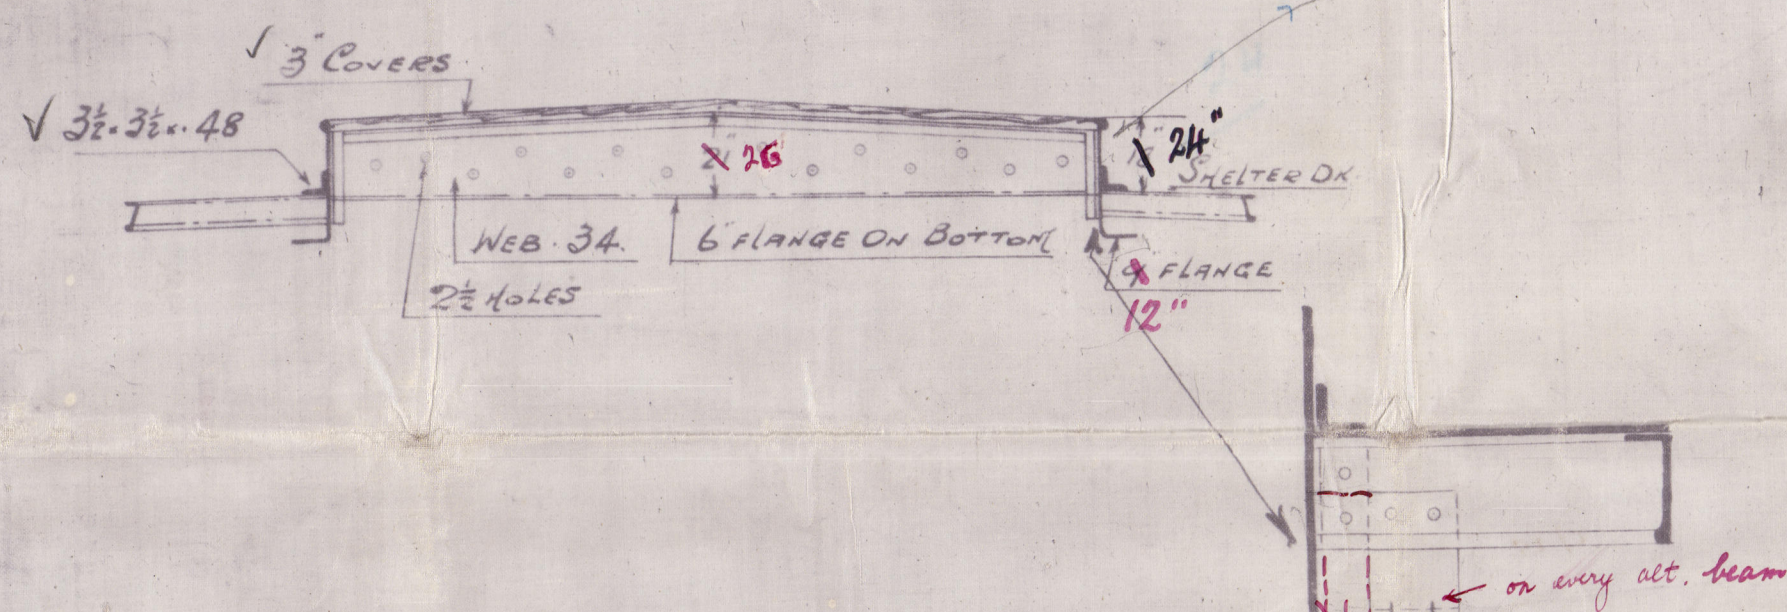 ✓ 3" COVERS
✓ 3½ × 3½ × .48
26
24"
SHELTER DK.
WEB .34.
6" FLANGE ON BOTTOM
FLANGE
12"
2½ HOLES
on every alt. beam